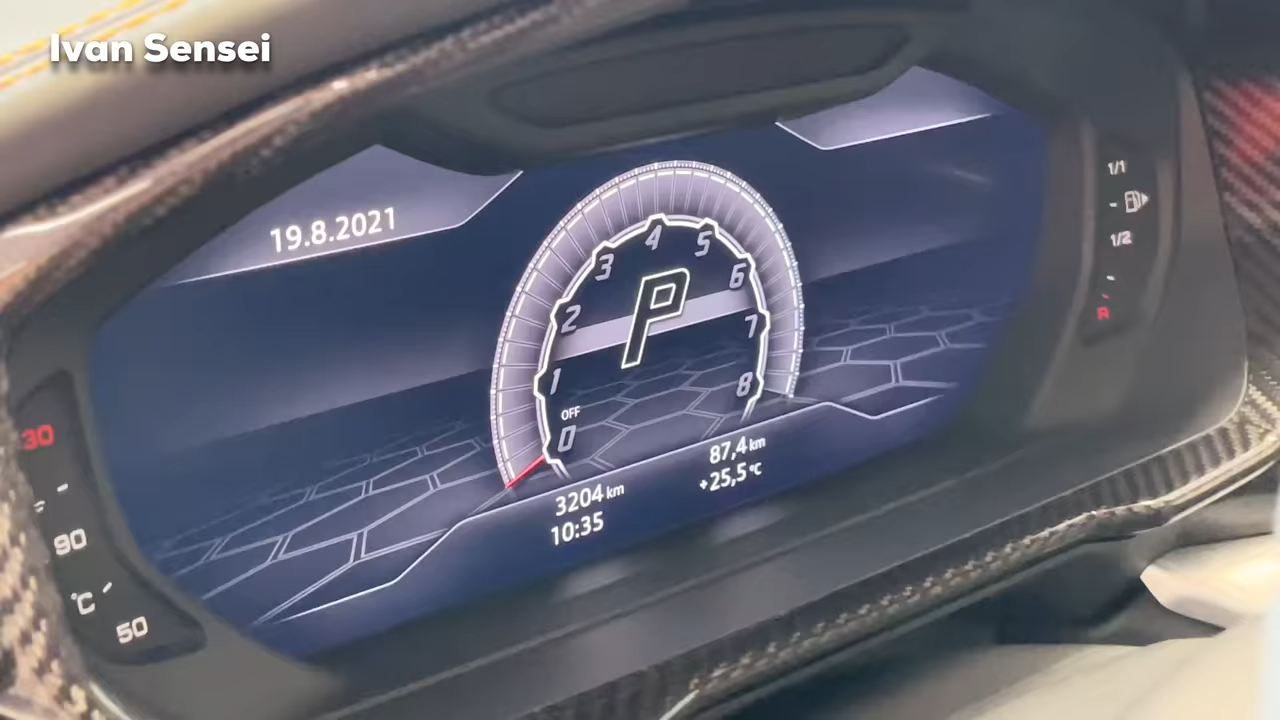 Ivan Sensei
19.8.2021
1/1
1/2
R
4
5
3
6
2
7
1
8
OFF
0
P
30
90
°C
50
87,4 km
+25,5 °C
3204 km
10:35